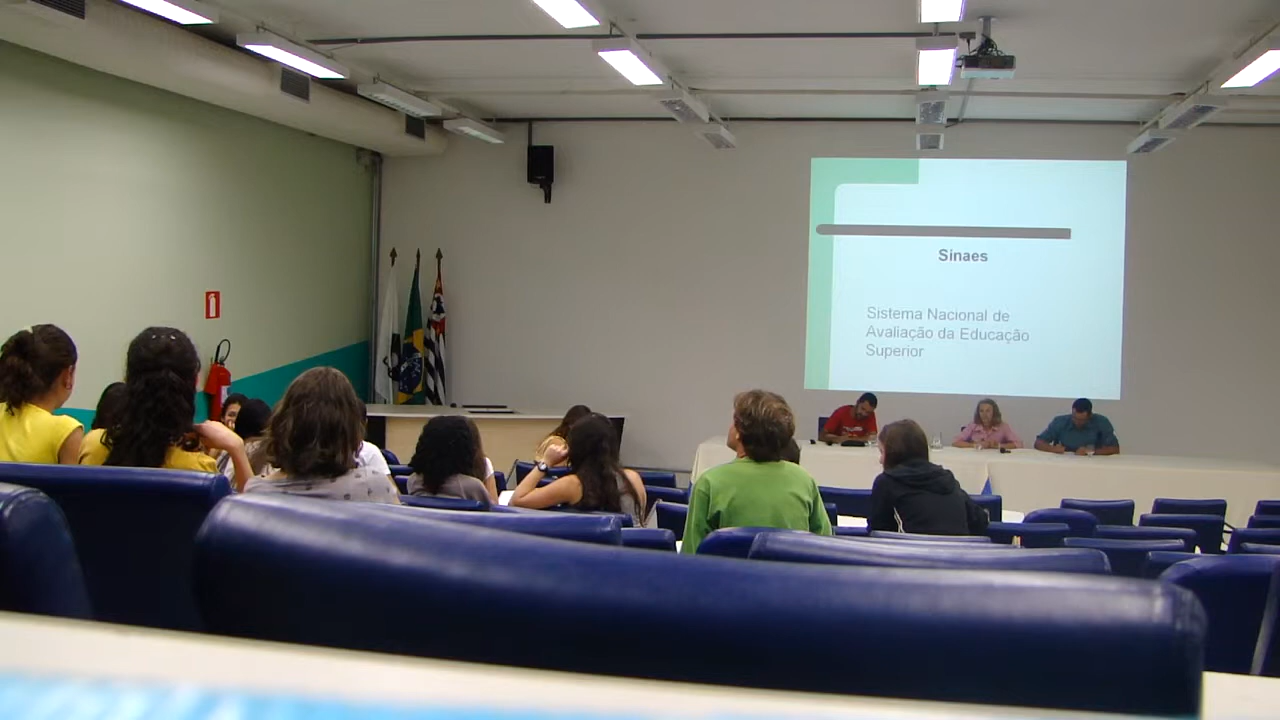 Sinaes
Sistema Nacional de
Avaliação da Educação
Superior